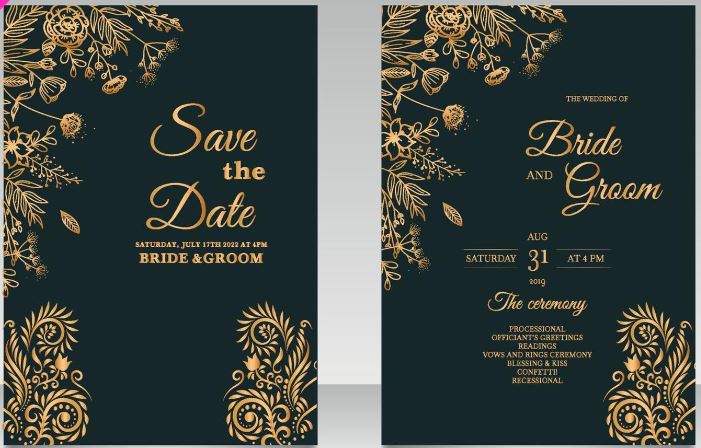 Save
the
Date
SATURDAY, JULY 17TH 2022 AT 4PM
BRIDE &GROOM
THE WEDDING OF
Bride
AND Groom
AUG
SATURDAY 31 AT 4 PM
2019
The ceremony
PROCESSIONAL
OFFICIANT'S GREETINGS
READINGS
VOWS AND RINGS CEREMONY
BLESSING & KISS
CONFETTI!
RECESSIONAL